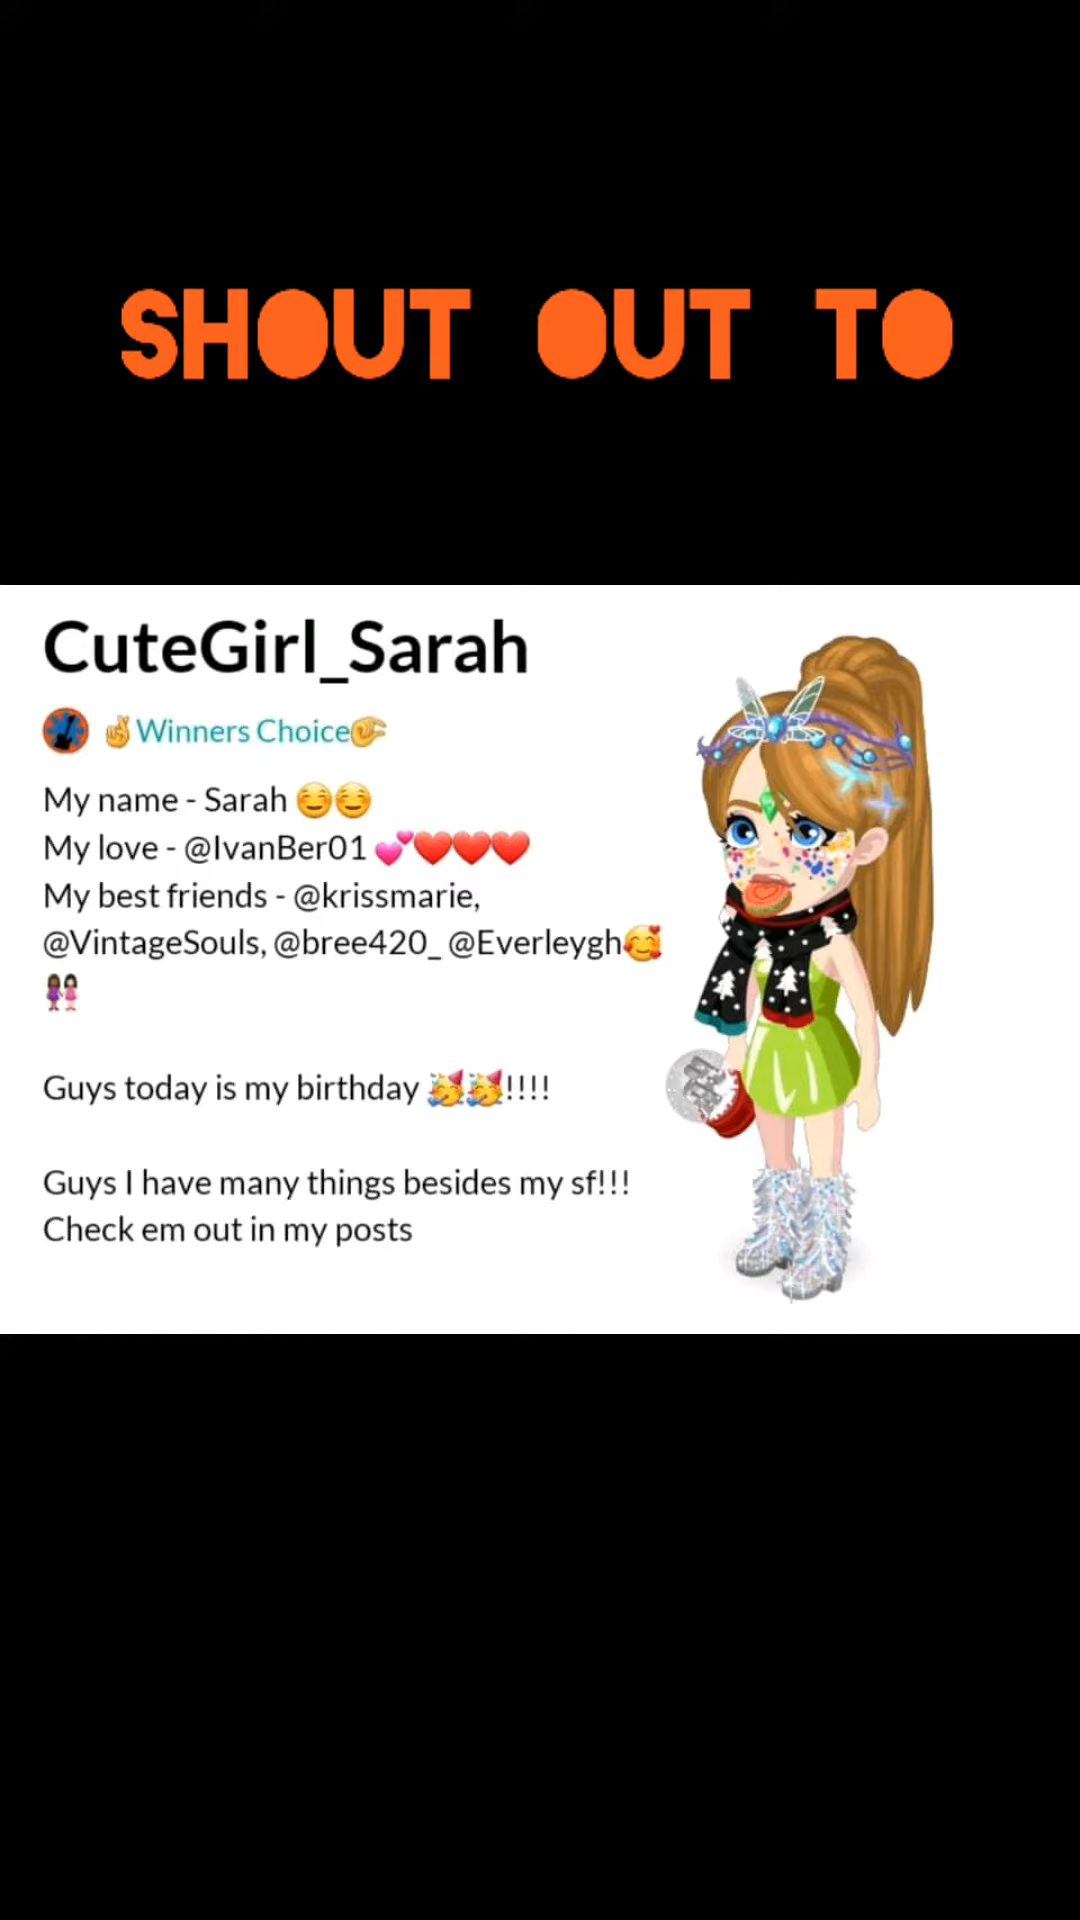 SHOUT OUT TO
CuteGirl_Sarah
✌️Winners Choice🫴
My name - Sarah ☺️☺️
My love - @IvanBer01 💕❤️❤️❤️
My best friends - @krissmarie,
@VintageSouls, @bree420_ @Everleygh🥰
👭
Guys today is my birthday 🥳🥳!!!!
Guys I have many things besides my sf!!!
Check em out in my posts